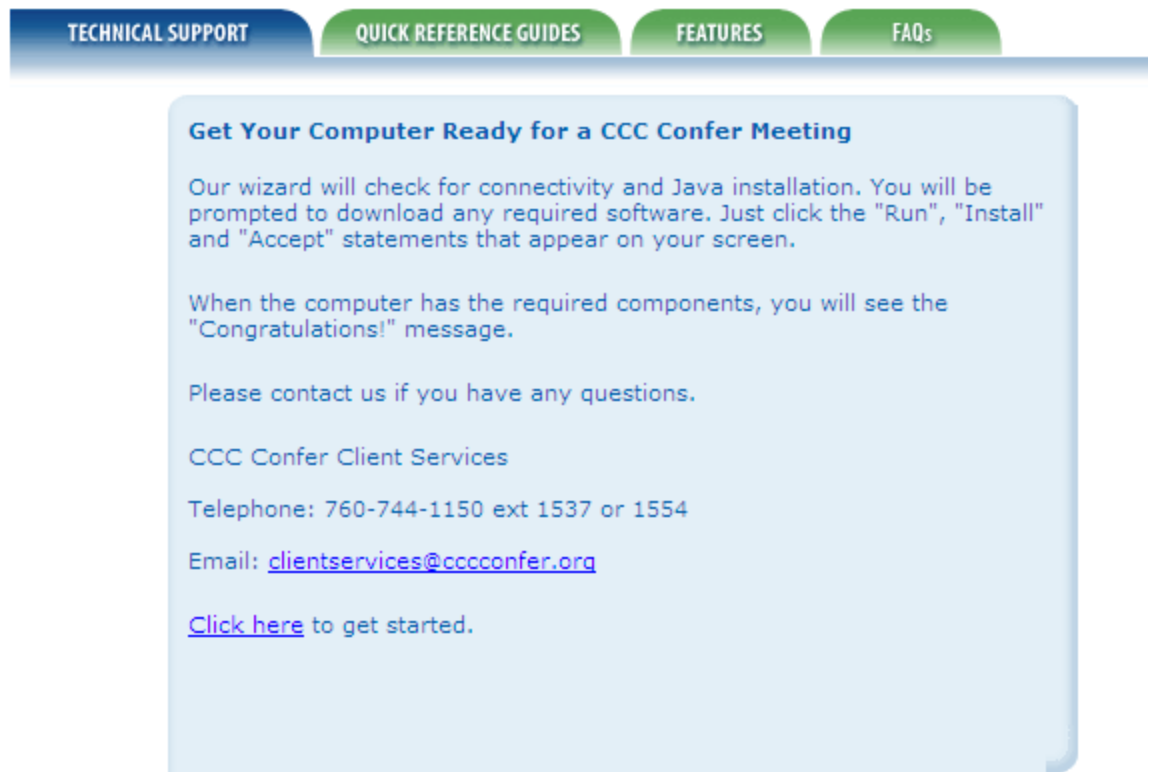 TECHNICAL SUPPORT
QUICK REFERENCE GUIDES
FEATURES
FAQs
Get Your Computer Ready for a CCC Confer Meeting
Our wizard will check for connectivity and Java installation. You will be
prompted to download any required software. Just click the "Run", "Install"
and "Accept" statements that appear on your screen.
When the computer has the required components, you will see the
"Congratulations!" message.
Please contact us if you have any questions.
CCC Confer Client Services
Telephone: 760-744-1150 ext 1537 or 1554
Email: clientservices@cccconfer.org
Click here to get started.